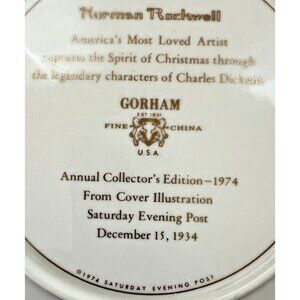 Norman Rockwell
America's Most Loved Artist
captures the Spirit of Christmas through
the legendary characters of Charles Dickens
GORHAM
EST 1831
FINE CHINA
U.S.A.
Annual Collector's Edition-1974
From Cover Illustration
Saturday Evening Post
December 15, 1934
©1974 SATURDAY EVENING POST